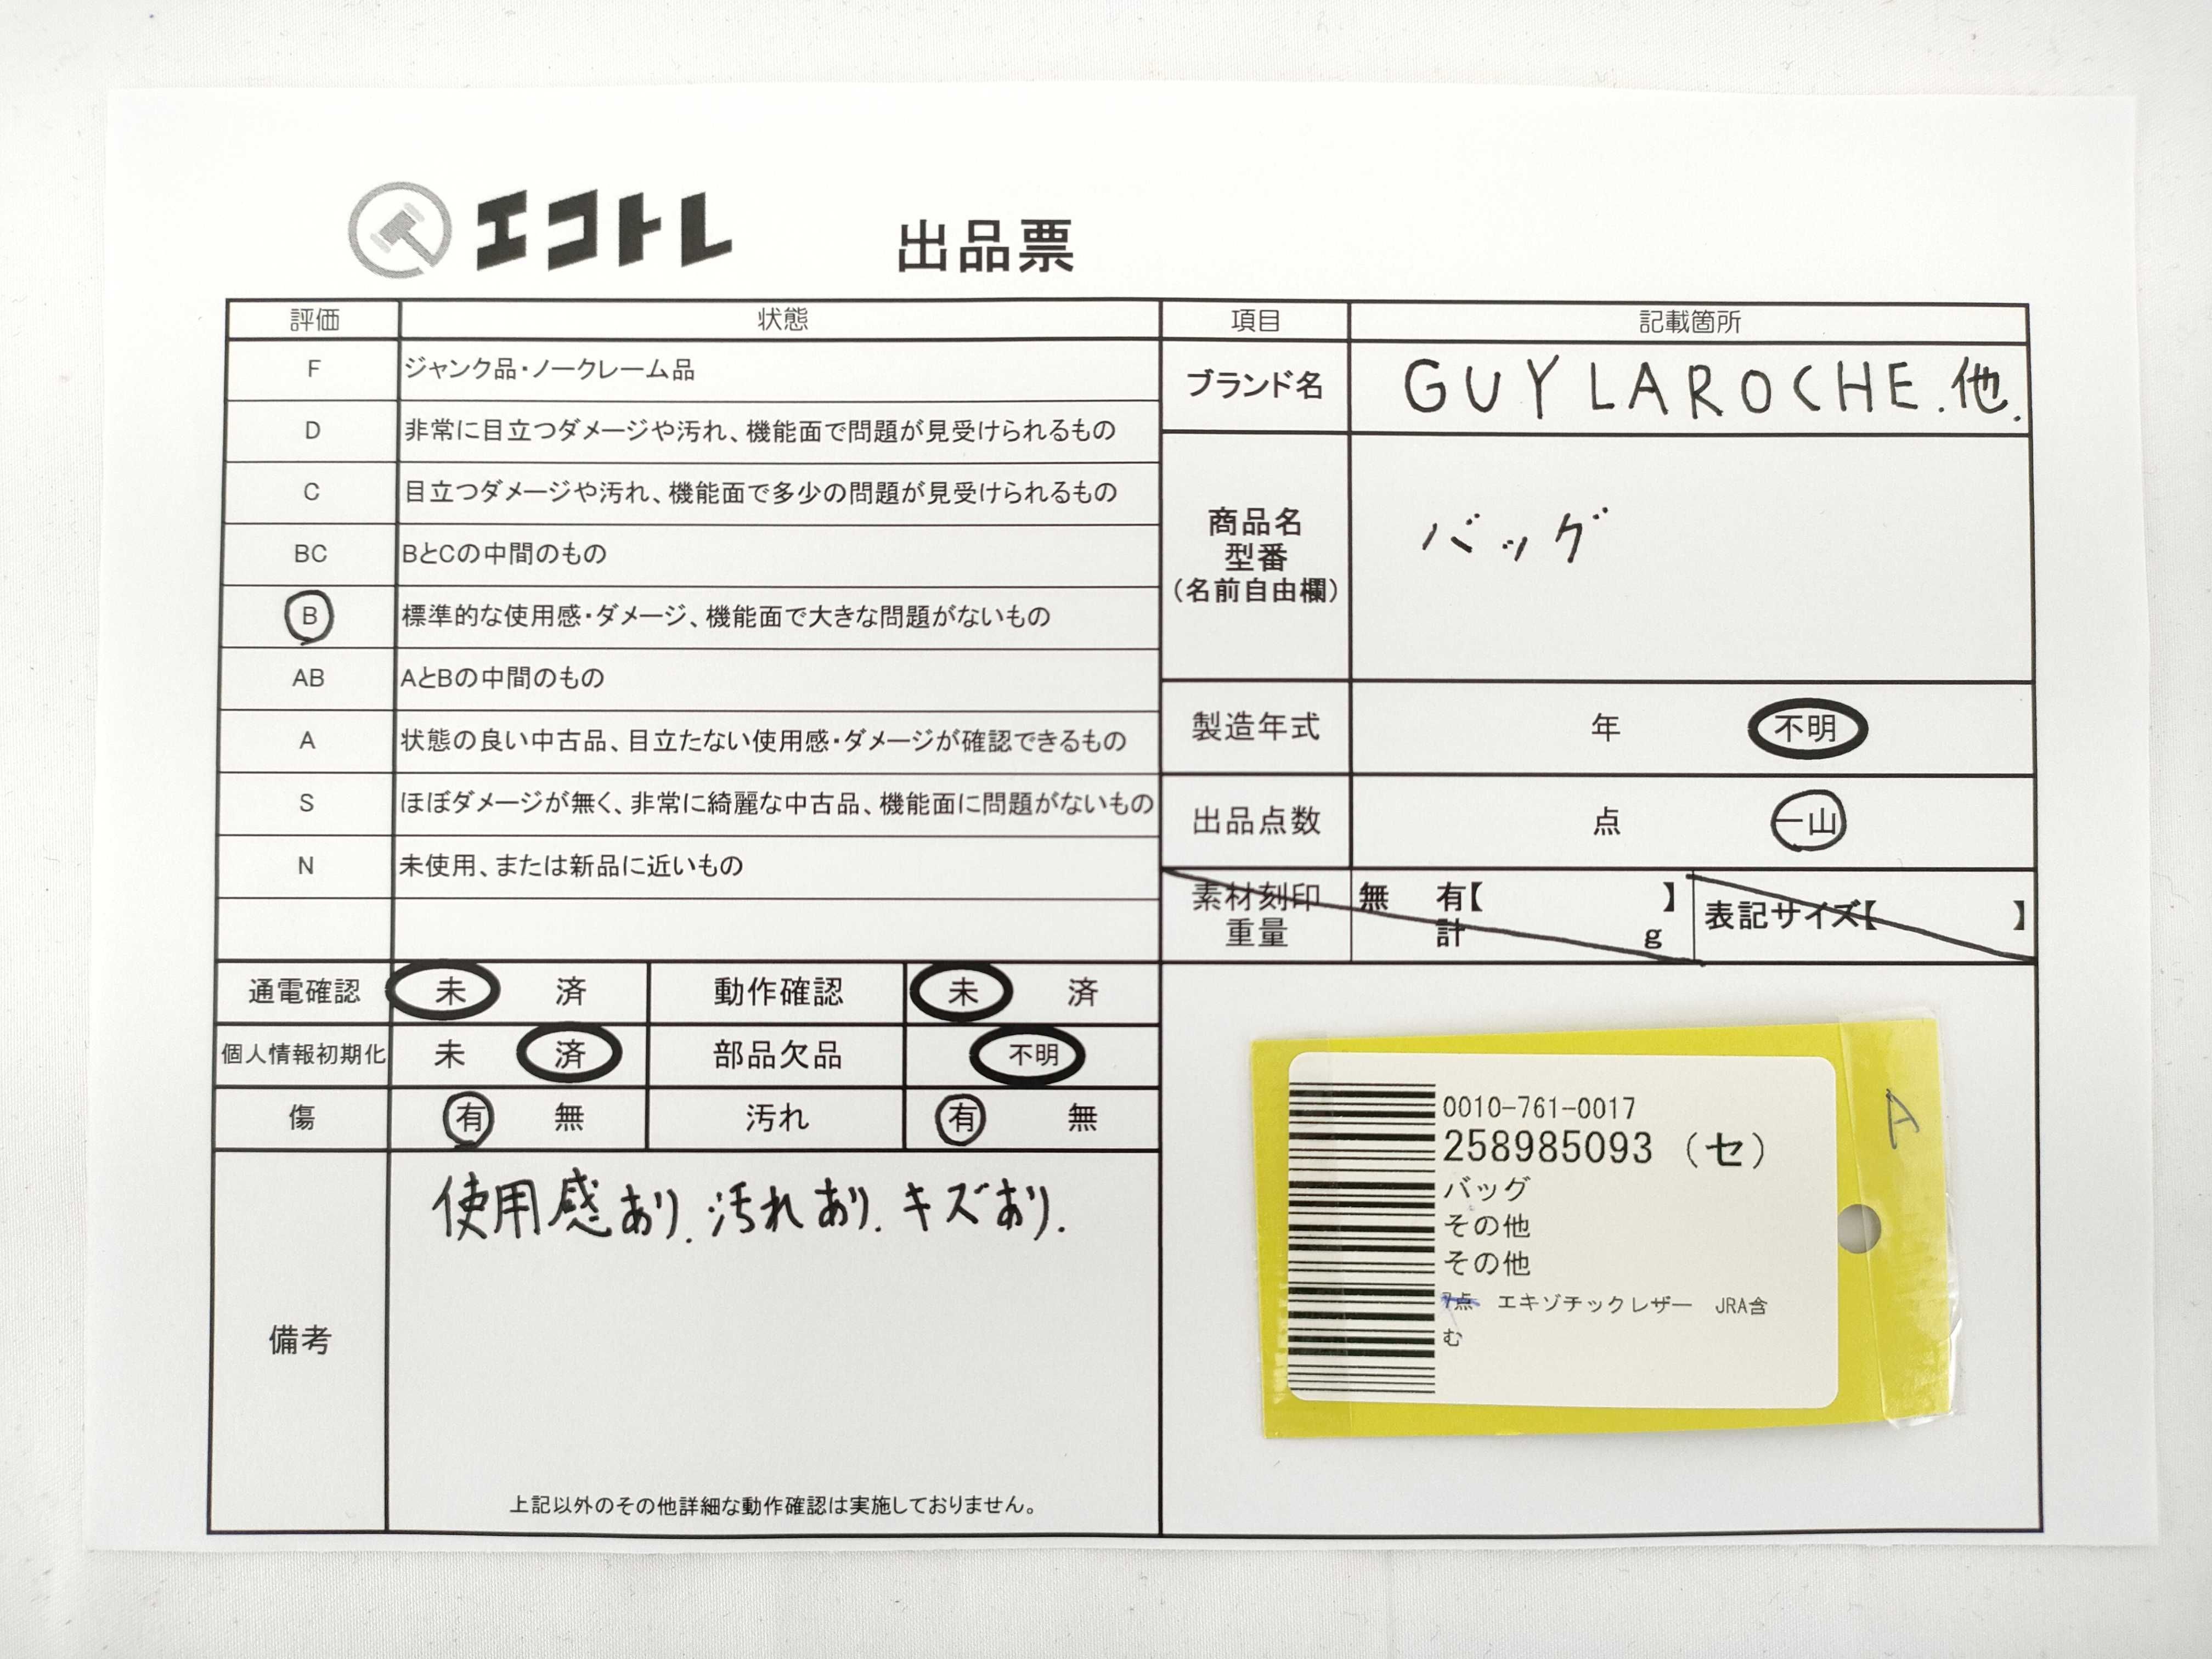 エコトレ 出品票
評価 状態
F ジャンク品・ノークレーム品
D 非常に目立つダメージや汚れ、機能面で問題が見受けられるもの
C 目立つダメージや汚れ、機能面で多少の問題が見受けられるもの
BC BとCの中間のもの
B 標準的な使用感・ダメージ、機能面で大きな問題がないもの
AB AとBの中間のもの
A 状態の良い中古品、目立たない使用感・ダメージが確認できるもの
S ほぼダメージが無く、非常に綺麗な中古品、機能面に問題がないもの
N 未使用、または新品に近いもの
項目 記載箇所
ブランド名 GUY LAROCHE.他.
商品名
型番
(名前自由欄)
バッグ
製造年式 年 不明
出品点数 点 一山
素材刻印 無 有【 】
重量 計 g
表記サイズ【 】
通電確認 未 済 動作確認 未 済
個人情報初期化 未 済 部品欠品 不明
傷 有 無 汚れ 有 無
備考
使用感あり.汚れあり.キズあり.
上記以外のその他詳細な動作確認は実施しておりません。
0010-761-0017
258985093 (セ)
バッグ
その他
その他
7点 エキゾチックレザー JRA含
む
A